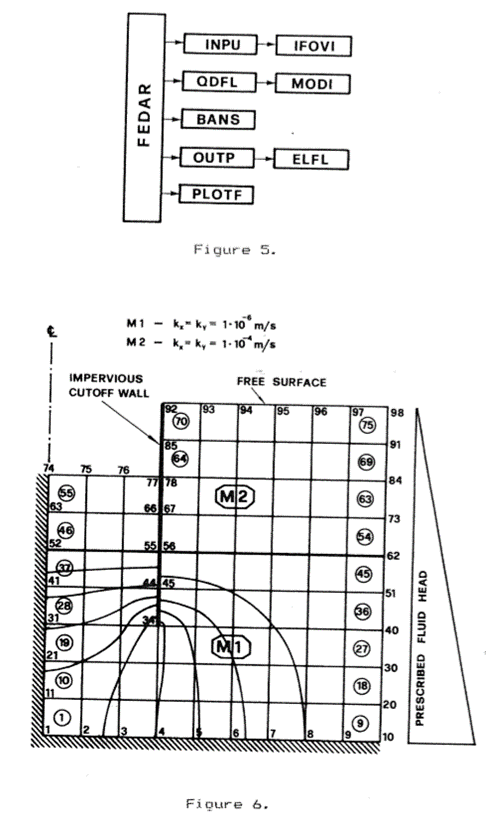 FEDAR
INPU
IFOVI
QDFL
MODI
BANS
OUTP
ELFL
PLOTF
Figure 5.
℄
M1 - kx = ky = 1·10⁻⁶ m/s
M2 - kx = ky = 1·10⁻⁴ m/s
IMPERVIOUS
CUTOFF WALL
FREE SURFACE
92 93 94 95 96 97 98
70 75
85 91
64 69
74 75 76 77 78 84
55 M2 63
63 66 67 73
46 54
52 55 56 62
37 45
41 44 45 51
28 36
31 34 40
19 M1 27
21 30
10 18
11 20
1 9
1 2 3 4 5 6 7 8 9 10
PRESCRIBED FLUID HEAD
Figure 6.